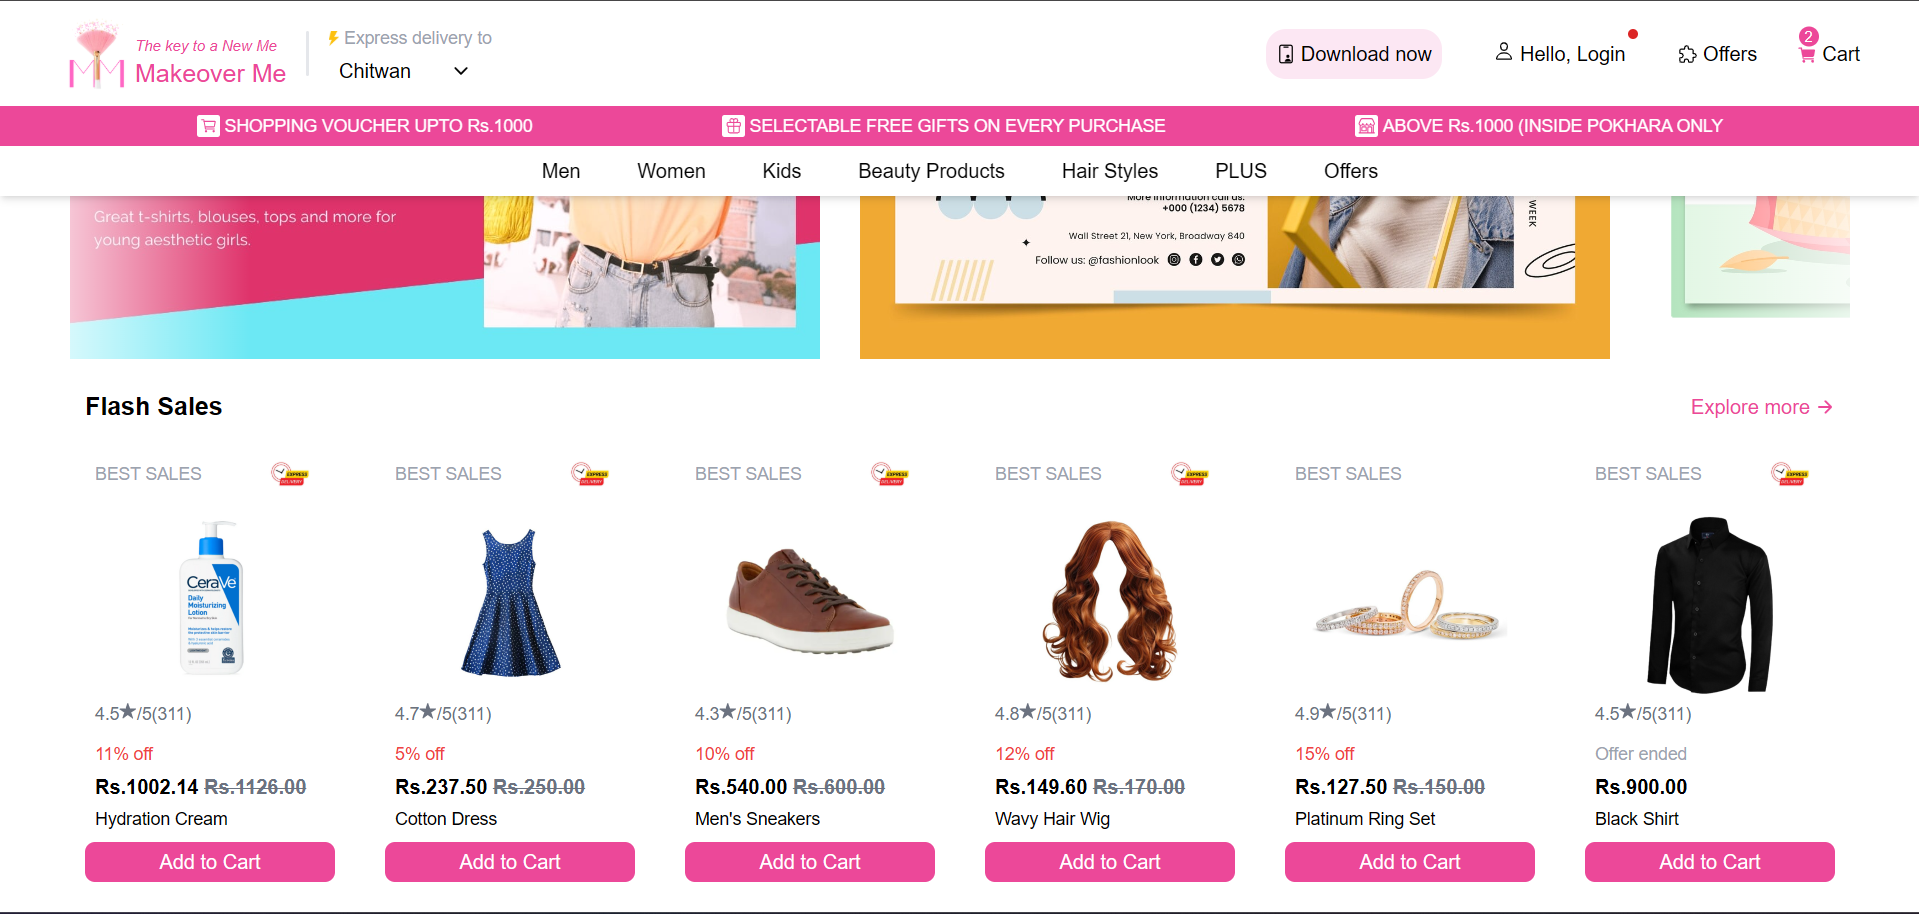 The key to a New Me
Makeover Me
Express delivery to
Chitwan
Download now
Hello, Login
Offers
2
Cart
SHOPPING VOUCHER UPTO Rs.1000
SELECTABLE FREE GIFTS ON EVERY PURCHASE
ABOVE Rs.1000 (INSIDE POKHARA ONLY
Men
Women
Kids
Beauty Products
Hair Styles
PLUS
Offers
Great t-shirts, blouses, tops and more for
young aesthetic girls.
More information call us:
+000 (1234) 5678
Wall Street 21, New York, Broadway 840
Follow us: @fashionlook
WEEK
Flash Sales
Explore more
BEST SALES
EXPRESS
DELIVERY
CeraVe
Daily
Moisturizing
Lotion
4.5★/5(311)
11% off
Rs.1002.14 Rs.1126.00
Hydration Cream
Add to Cart
BEST SALES
EXPRESS
DELIVERY
4.7★/5(311)
5% off
Rs.237.50 Rs.250.00
Cotton Dress
Add to Cart
BEST SALES
EXPRESS
DELIVERY
4.3★/5(311)
10% off
Rs.540.00 Rs.600.00
Men's Sneakers
Add to Cart
BEST SALES
EXPRESS
DELIVERY
4.8★/5(311)
12% off
Rs.149.60 Rs.170.00
Wavy Hair Wig
Add to Cart
BEST SALES
4.9★/5(311)
15% off
Rs.127.50 Rs.150.00
Platinum Ring Set
Add to Cart
BEST SALES
EXPRESS
DELIVERY
4.5★/5(311)
Offer ended
Rs.900.00
Black Shirt
Add to Cart